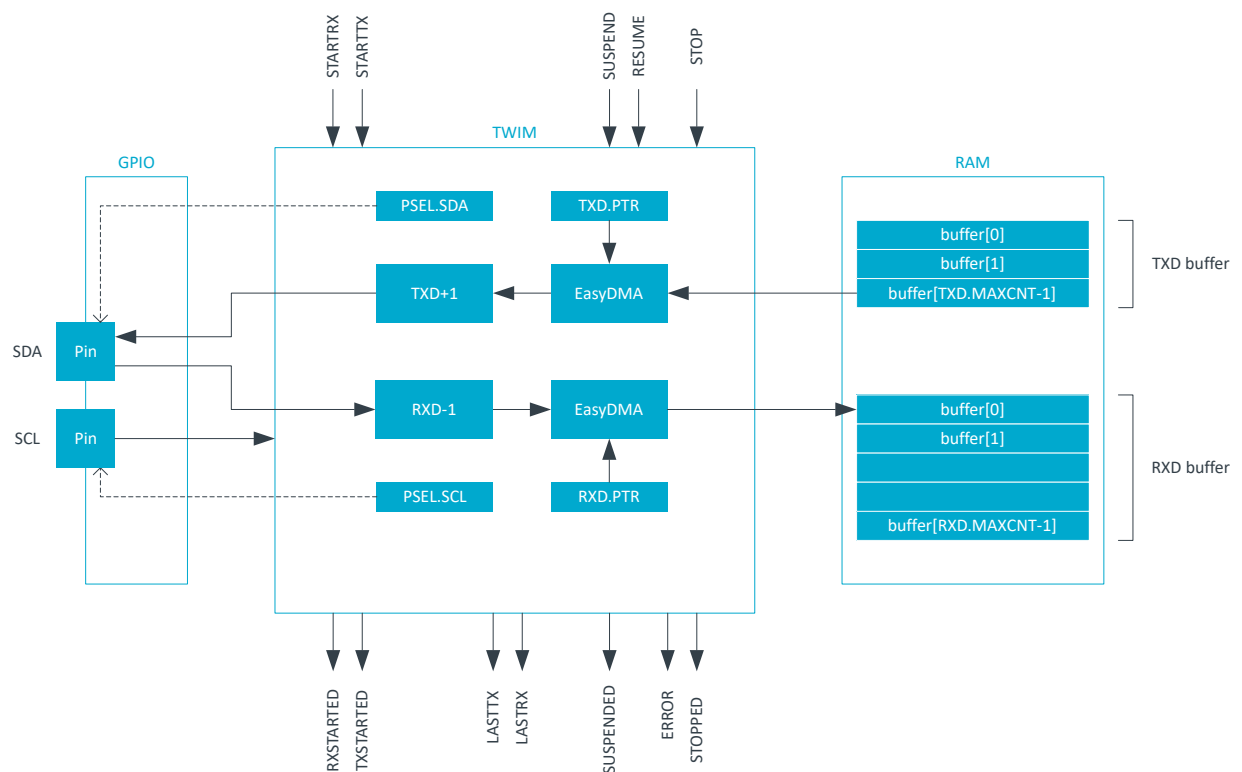 STARTRX
STARTTX
SUSPEND
RESUME
STOP
TWIM
GPIO
RAM
PSEL.SDA
TXD.PTR
buffer[0]
buffer[1]
buffer[TXD.MAXCNT-1]
TXD buffer
TXD+1
EasyDMA
SDA
Pin
RXD-1
EasyDMA
SCL
Pin
buffer[0]
buffer[1]
buffer[RXD.MAXCNT-1]
RXD buffer
PSEL.SCL
RXD.PTR
RXSTARTED
TXSTARTED
LASTTX
LASTRX
SUSPENDED
ERROR
STOPPED